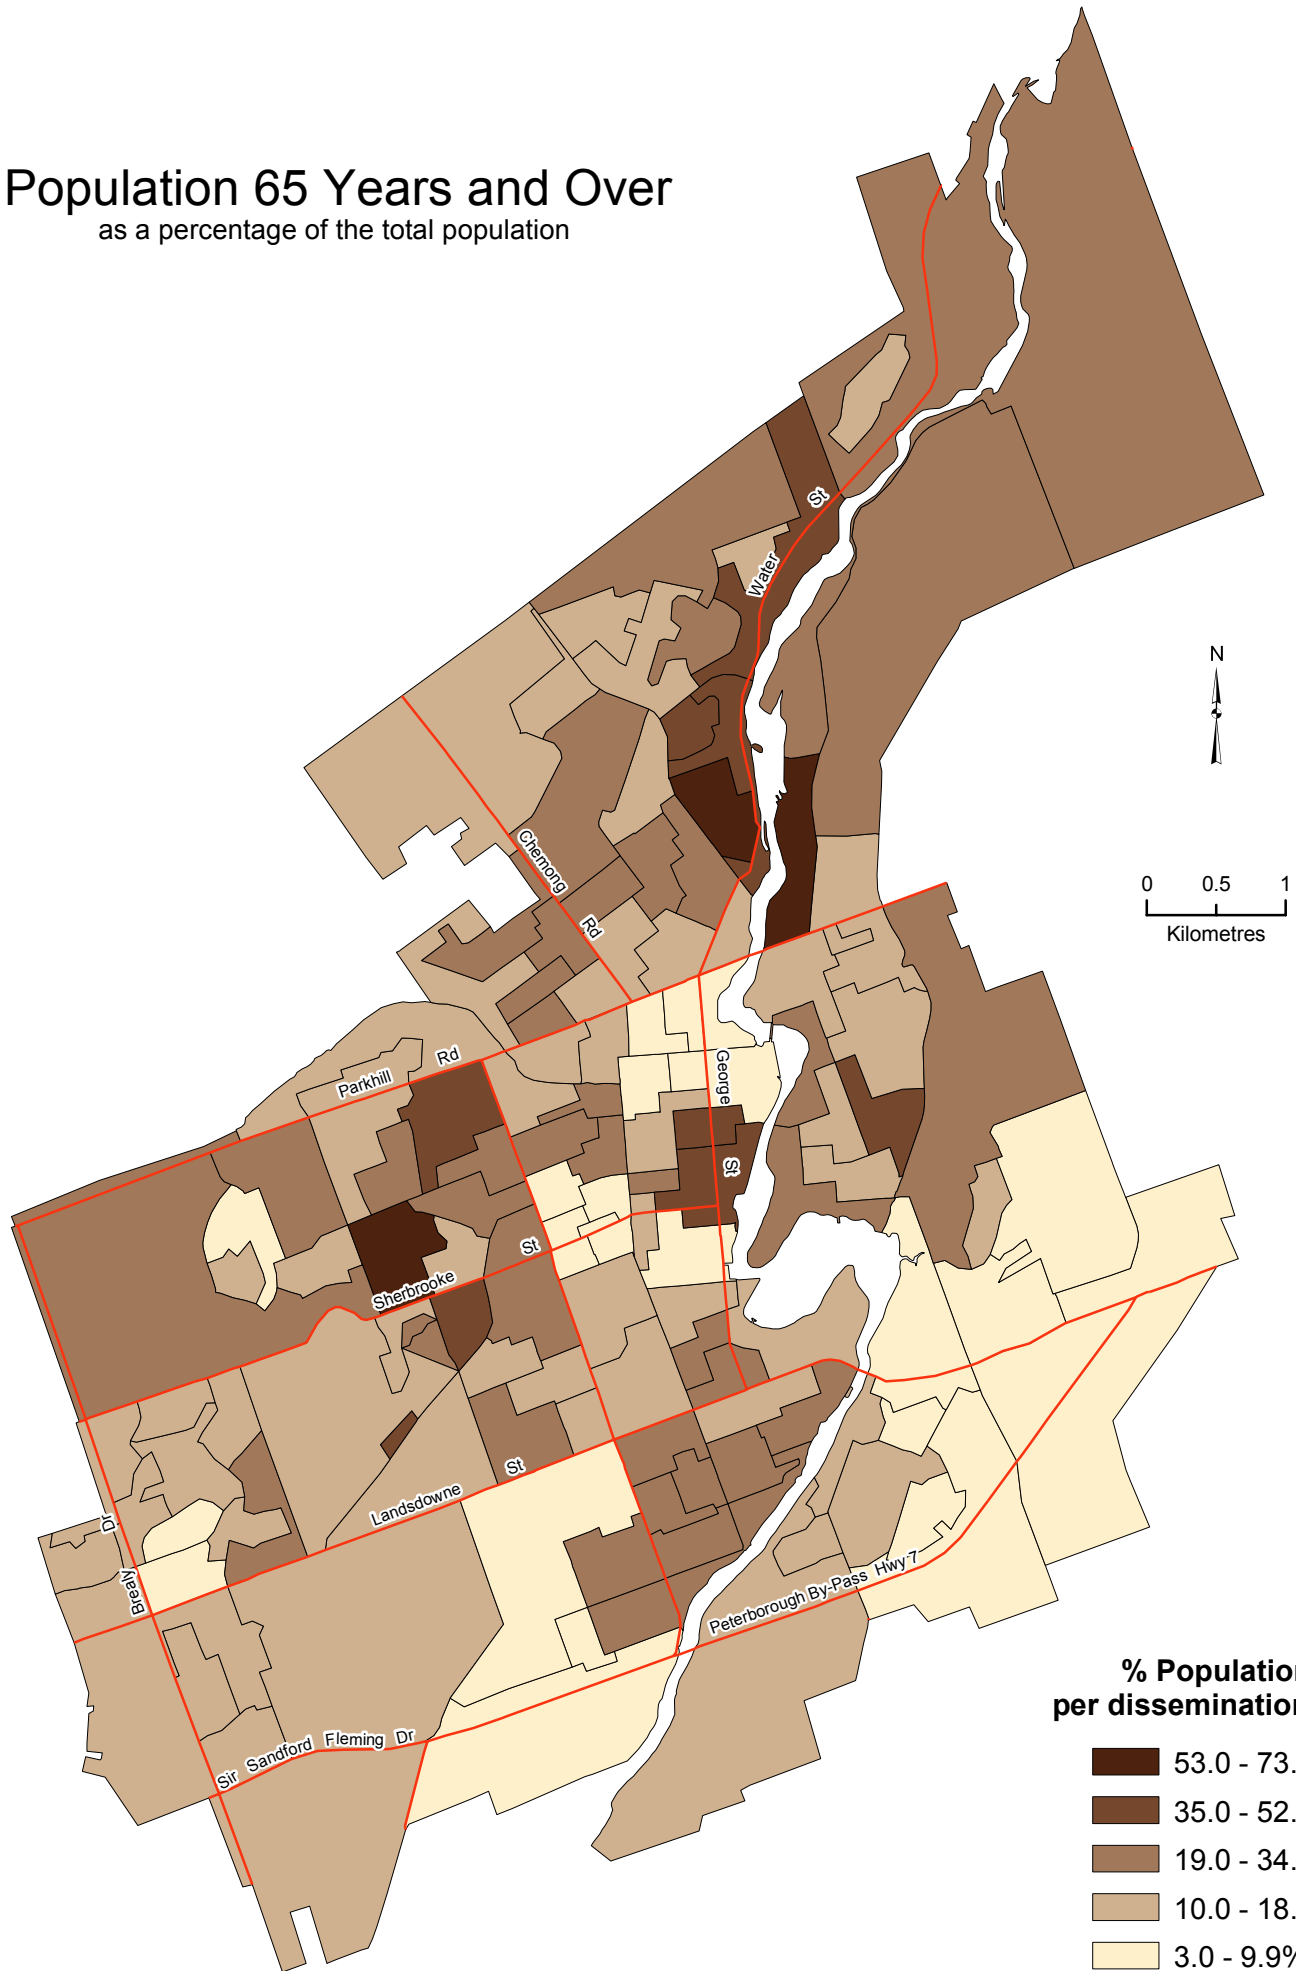 Population 65 Years and Over
as a percentage of the total population
St
Water
N
0 0.5 1
Kilometres
Chemong
Rd
Parkhill
Rd
George
St
St
Sherbrooke
St
Landsdowne
Dr
Brealy
Peterborough By-Pass Hwy 7
Sir Sandford Fleming Dr
% Population
per dissemination
53.0 - 73.
35.0 - 52.
19.0 - 34.
10.0 - 18.
3.0 - 9.9%